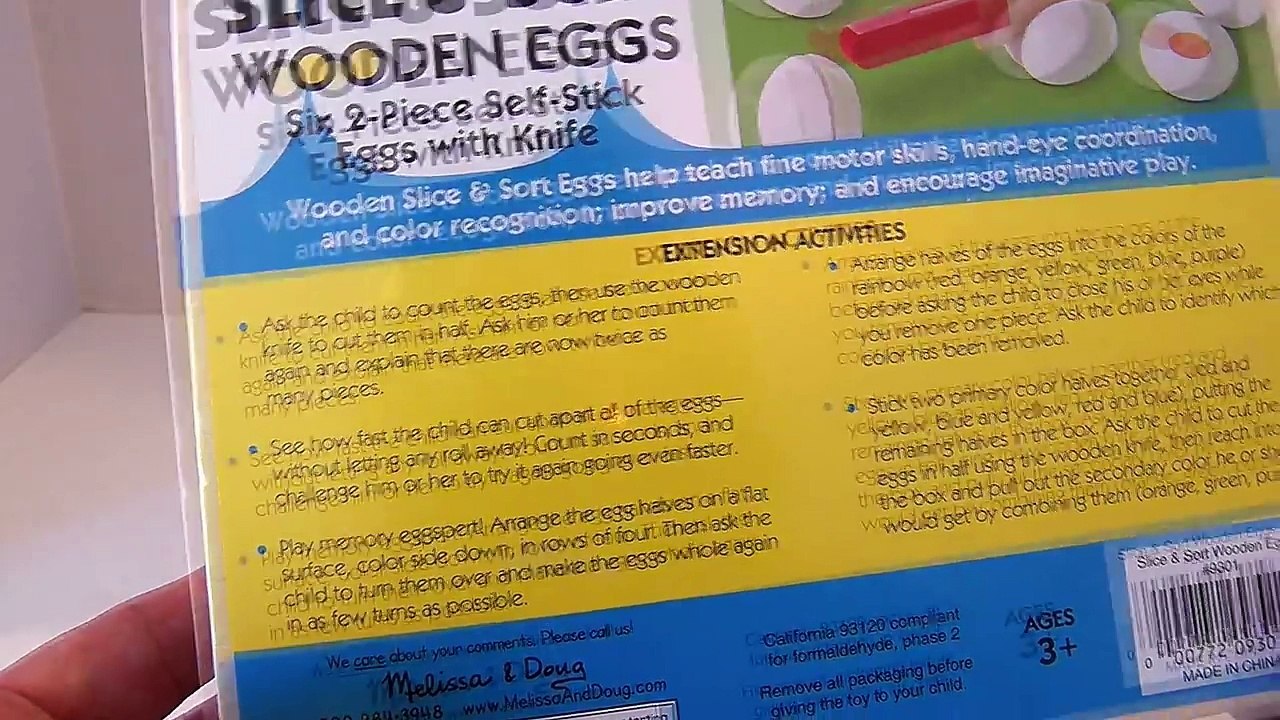 WOODEN EGGS
Six 2-Piece Self-Stick
Eggs with Knife
Wooden Slice & Sort Eggs help teach fine motor skills, hand-eye coordination,
and color recognition; improve memory; and encourage imaginative play.
EXTENSION ACTIVITIES
• Ask the child to count the eggs, then use the wooden
knife to cut them in half. Ask him or her to count them
again and explain that there are now twice as
many pieces.
• See how fast the child can cut apart all of the eggs—
without letting any roll away! Count in seconds, and
challenge him or her to try it again going even faster.
• Play memory eggspert! Arrange the egg halves on a flat
surface, color side down, in rows of four. Then ask the
child to turn them over and make the eggs whole again
in as few turns as possible.
• Arrange halves of the eggs into the colors of the
rainbow (red, orange, yellow, green, blue, purple)
before asking the child to close his or her eyes while
you remove one piece. Ask the child to identify which
color has been removed.
• Stick two primary color halves together (red and
yellow, blue and yellow, red and blue), putting the
remaining halves in the box. Ask the child to cut the
eggs in half using the wooden knife, then reach into
the box and pull out the secondary color he or she
would get by combining them (orange, green, pu
We care about your comments. Please call us!
Melissa & Doug
284-3948 www.MelissaAndDoug.com
California 93120 compliant
for formaldehyde, phase 2
Remove all packaging before
giving the toy to your child.
AGES
3+
Slice & Sort Wooden E
#9301
0 00772 0930
MADE IN CHINA